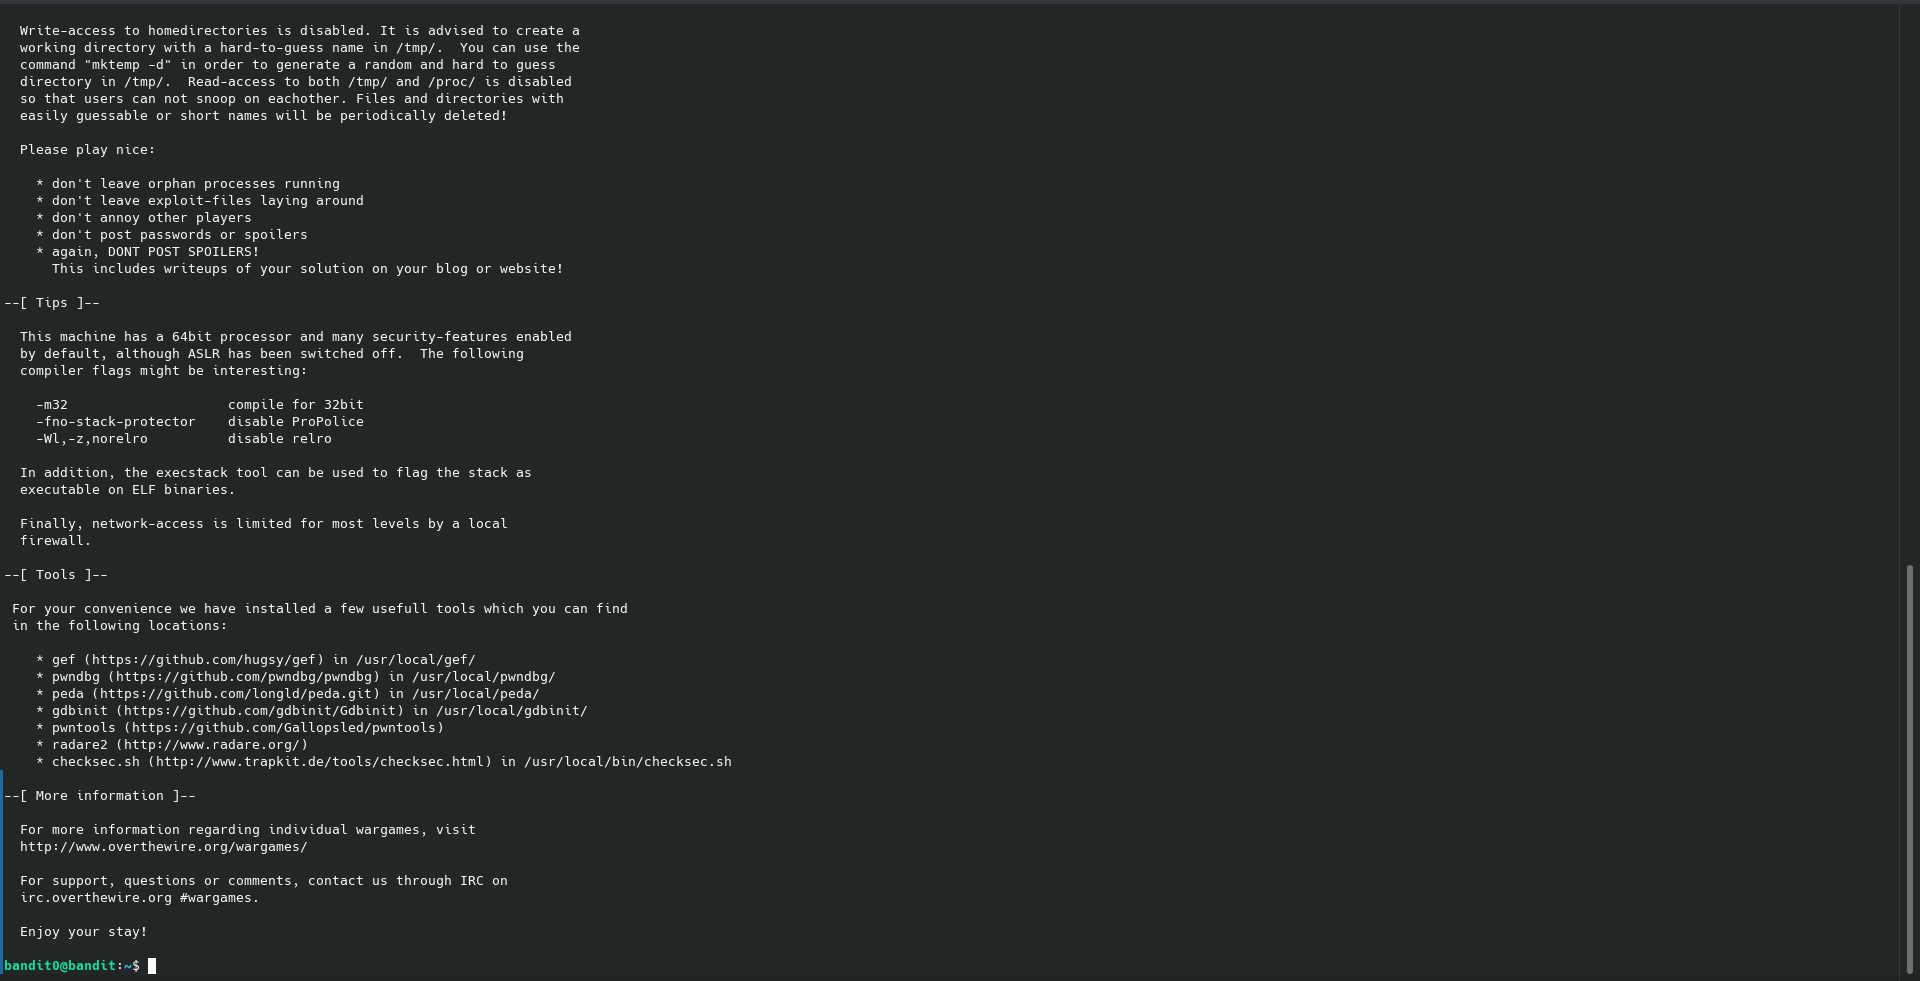 Write-access to homedirectories is disabled. It is advised to create a
working directory with a hard-to-guess name in /tmp/.  You can use the
command "mktemp -d" in order to generate a random and hard to guess
directory in /tmp/.  Read-access to both /tmp/ and /proc/ is disabled
so that users can not snoop on eachother. Files and directories with
easily guessable or short names will be periodically deleted!
Please play nice:
* don't leave orphan processes running
* don't leave exploit-files laying around
* don't annoy other players
* don't post passwords or spoilers
* again, DONT POST SPOILERS!
This includes writeups of your solution on your blog or website!
--[ Tips ]--
This machine has a 64bit processor and many security-features enabled
by default, although ASLR has been switched off.  The following
compiler flags might be interesting:
-m32                    compile for 32bit
-fno-stack-protector    disable ProPolice
-Wl,-z,norelro          disable relro
In addition, the execstack tool can be used to flag the stack as
executable on ELF binaries.
Finally, network-access is limited for most levels by a local
firewall.
--[ Tools ]--
For your convenience we have installed a few usefull tools which you can find
in the following locations:
* gef (https://github.com/hugsy/gef) in /usr/local/gef/
* pwndbg (https://github.com/pwndbg/pwndbg) in /usr/local/pwndbg/
* peda (https://github.com/longld/peda.git) in /usr/local/peda/
* gdbinit (https://github.com/gdbinit/Gdbinit) in /usr/local/gdbinit/
* pwntools (https://github.com/Gallopsled/pwntools)
* radare2 (http://www.radare.org/)
* checksec.sh (http://www.trapkit.de/tools/checksec.html) in /usr/local/bin/checksec.sh
--[ More information ]--
For more information regarding individual wargames, visit
http://www.overthewire.org/wargames/
For support, questions or comments, contact us through IRC on
irc.overthewire.org #wargames.
Enjoy your stay!
bandit0@bandit:~$